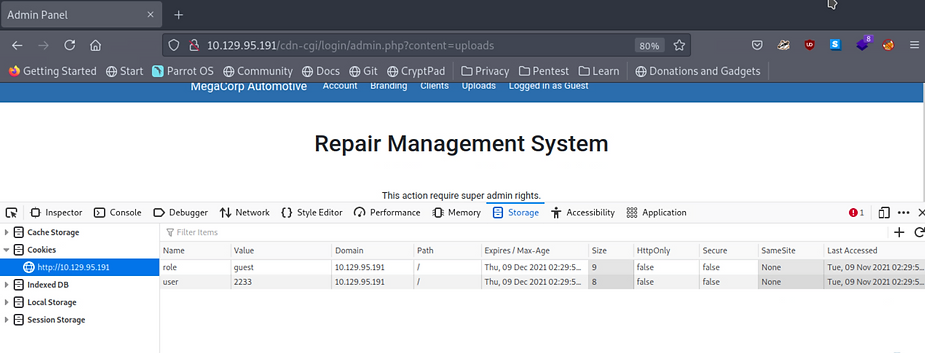 Admin Panel
10.129.95.191/cdn-cgi/login/admin.php?content=uploads 80% 8
Getting Started Start Parrot OS Community Docs Git CryptPad Privacy Pentest Learn Donations and Gadgets
MegaCorp Automotive Account Branding Clients Uploads Logged in as Guest
Repair Management System
This action require super admin rights.
Inspector Console Debugger Network Style Editor Performance Memory Storage Accessibility Application 1
Cache Storage
Cookies
http://10.129.95.191
Indexed DB
Local Storage
Session Storage
Filter Items
Name Value Domain Path Expires / Max-Age Size HttpOnly Secure SameSite Last Accessed
role guest 10.129.95.191 / Thu, 09 Dec 2021 02:29:5... 9 false false None Tue, 09 Nov 2021 02:29:5...
user 2233 10.129.95.191 / Thu, 09 Dec 2021 02:29:5... 8 false false None Tue, 09 Nov 2021 02:29:5...